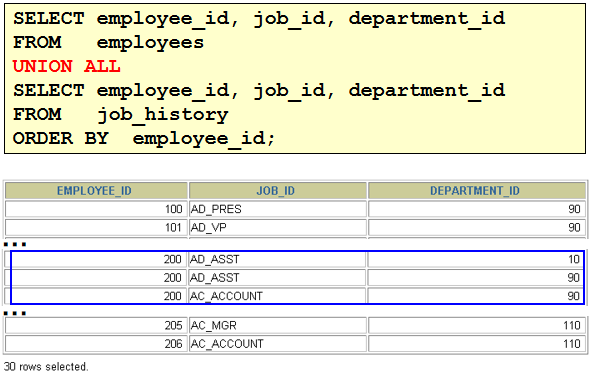 SELECT employee_id, job_id, department_id
FROM employees
UNION ALL
SELECT employee_id, job_id, department_id
FROM job_history
ORDER BY employee_id;
EMPLOYEE_ID JOB_ID DEPARTMENT_ID
100 AD_PRES 90
101 AD_VP 90
...
200 AD_ASST 10
200 AD_ASST 90
200 AC_ACCOUNT 90
...
205 AC_MGR 110
206 AC_ACCOUNT 110
30 rows selected.